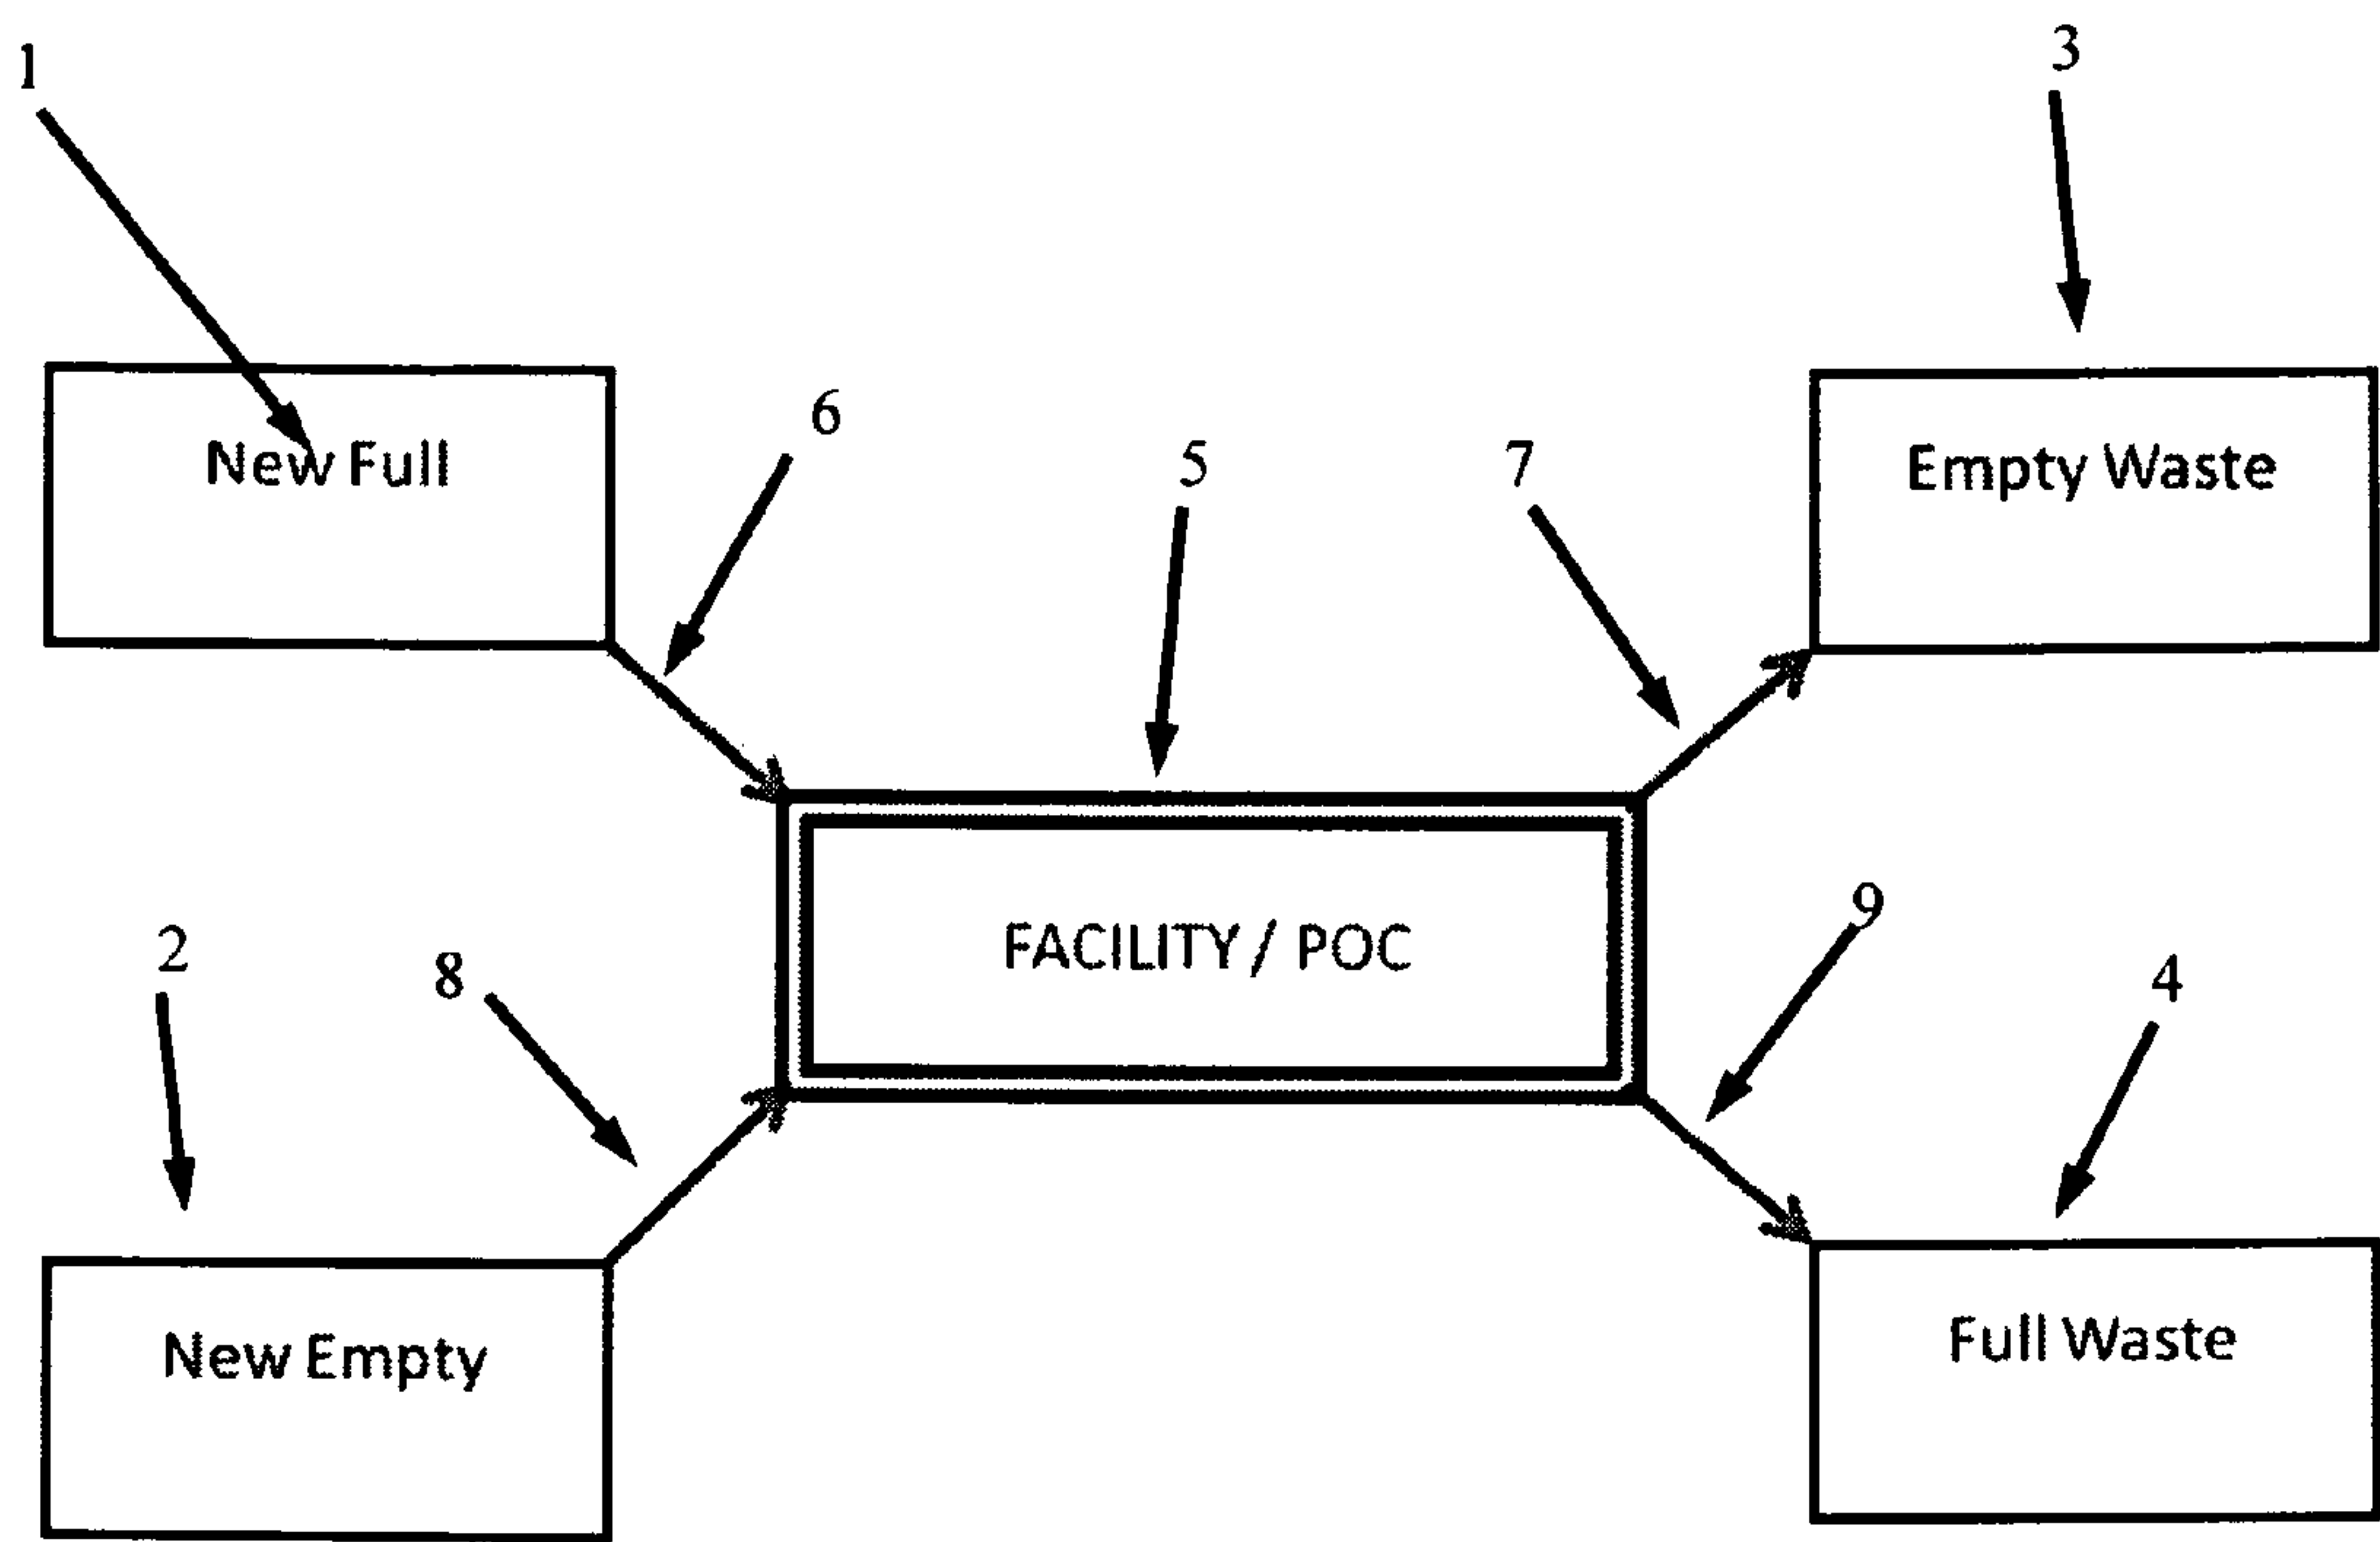 1
3
6
5
7
New Full
Empty Waste
9
2
8
FACILITY / POC
4
New Empty
Full Waste